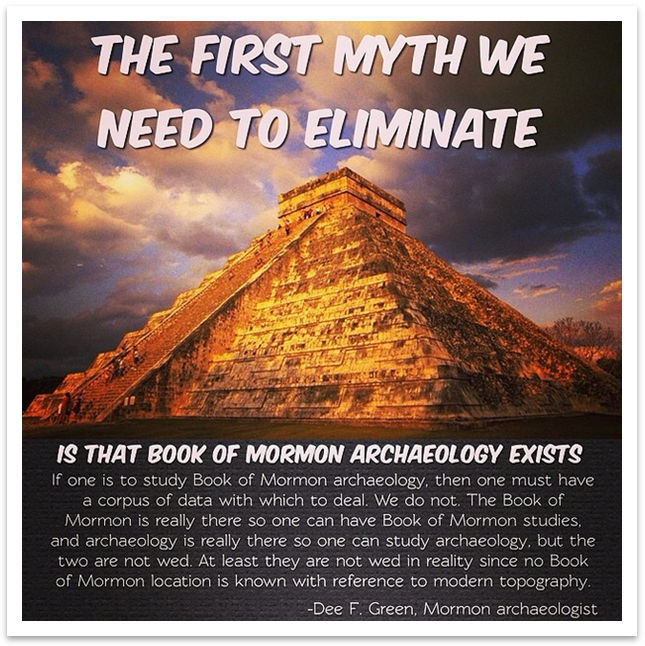 THE FIRST MYTH WE
NEED TO ELIMINATE
IS THAT BOOK OF MORMON ARCHAEOLOGY EXISTS
If one is to study Book of Mormon archaeology, then one must have
a corpus of data with which to deal. We do not. The Book of
Mormon is really there so one can have Book of Mormon studies,
and archaeology is really there so one can study archaeology, but the
two are not wed. At least they are not wed in reality since no Book
of Mormon location is known with reference to modern topography.
-Dee F. Green, Mormon archaeologist